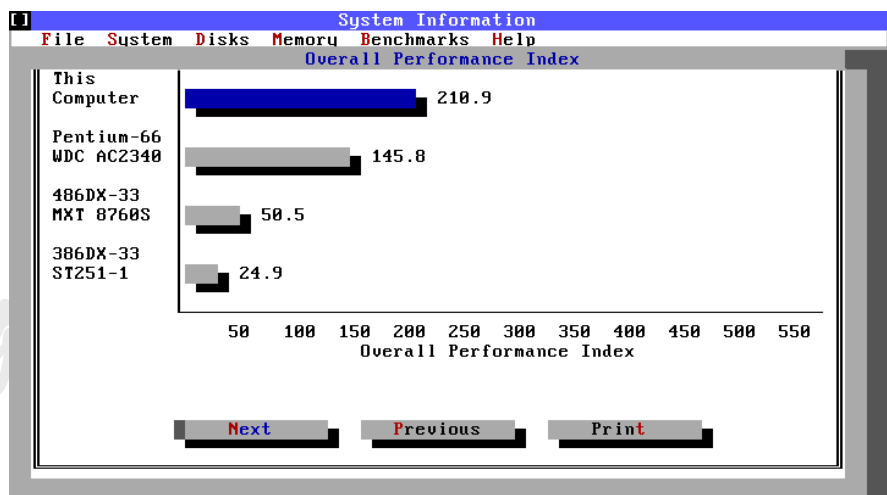 [ ] System Information
File System Disks Memory Benchmarks Help
Overall Performance Index
This
Computer 210.9
Pentium-66
WDC AC2340 145.8
486DX-33
MXT 8760S 50.5
386DX-33
ST251-1 24.9
50 100 150 200 250 300 350 400 450 500 550
Overall Performance Index
Next Previous Print